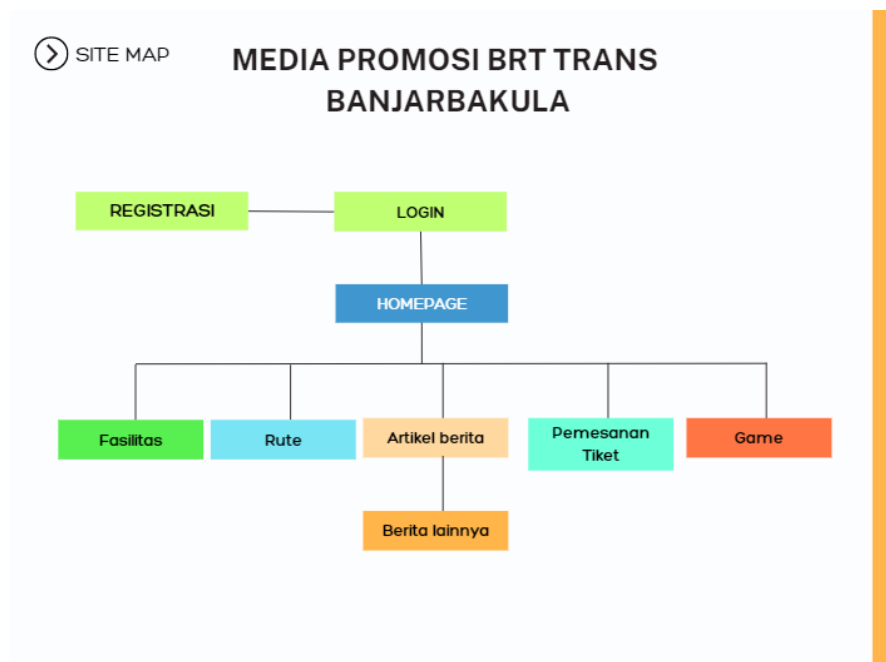 SITE MAP
MEDIA PROMOSI BRT TRANS
BANJARBAKULA
REGISTRASI
LOGIN
HOMEPAGE
Fasilitas
Rute
Artikel berita
Pemesanan
Tiket
Game
Berita lainnya